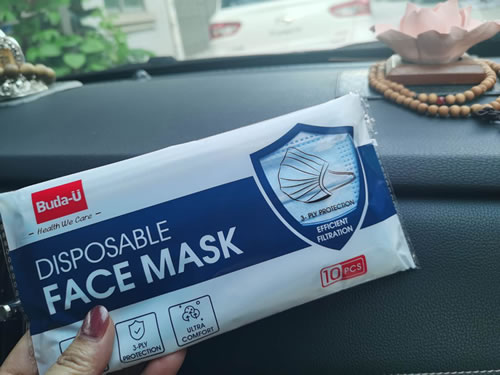 Buda-U
- Health We Care -
DISPOSABLE
FACE MASK
3-PLY PROTECTION
EFFICIENT
FILTRATION
10 PCS
3-PLY
PROTECTION
ULTRA
COMFORT